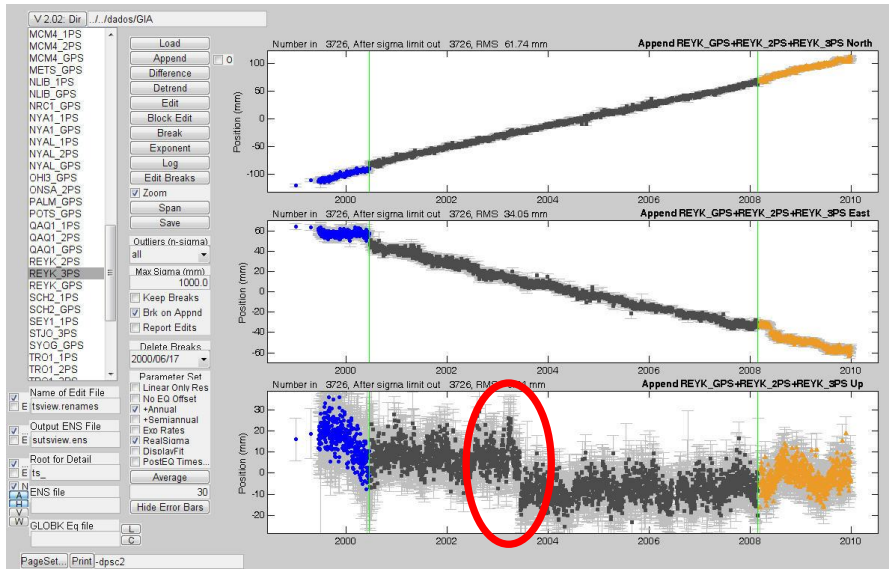 V 2.02: Dir ../../dados/GIA
MCM4_1PS
MCM4_2PS
MCM4_GPS
METS_GPS
NLIB_1PS
NLIB_GPS
NRC1_GPS
NYA1_1PS
NYA1_GPS
NYAL_1PS
NYAL_2PS
NYAL_GPS
OHI3_GPS
ONSA_2PS
PALM_GPS
POTS_GPS
QAQ1_1PS
QAQ1_2PS
QAQ1_GPS
REYK_2PS
REYK_3PS
REYK_GPS
SCH2_1PS
SCH2_GPS
SEY1_1PS
STJO_3PS
SYOG_GPS
TRO1_1PS
TRO1_2PS
TRO1_3PS
Name of Edit File
E tsview.renames
Output ENS File
E sutsview.ens
Root for Detail
E ts_
N
ENS file
A
H
V
W
GLOBK Eq file
L
C
PageSet... Print -dpsc2
Load
Append 0
Difference
Detrend
Edit
Block Edit
Break
Exponent
Log
Edit Breaks
Zoom
Span
Save
Outliers (n-sigma)
all
Max Sigma (mm)
1000.0
Keep Breaks
Brk on Appnd
Report Edits
Delete Breaks
2000/06/17
Parameter Set
Linear Only Res
No EQ Offset
+Annual
+Semiannual
Exp Rates
RealSigma
DisplayFit
PostEQ Times...
Average
30
Hide Error Bars
Number in 3726, After sigma limit out 3726, RMS 61.74 mm Append REYK_GPS+REYK_2PS+REYK_3PS North
Position (mm)
100
50
0
-50
-100
2000 2002 2004 2006 2008 2010
Number in 3726, After sigma limit out 3726, RMS 34.05 mm Append REYK_GPS+REYK_2PS+REYK_3PS East
Position (mm)
60
40
20
0
-20
-40
-60
2000 2002 2004 2006 2008 2010
Number in 3726, After sigma limit out 3726, RMS mm Append REYK_GPS+REYK_2PS+REYK_3PS Up
Position (mm)
30
20
10
0
-10
-20
2000 2002 2004 2006 2008 2010